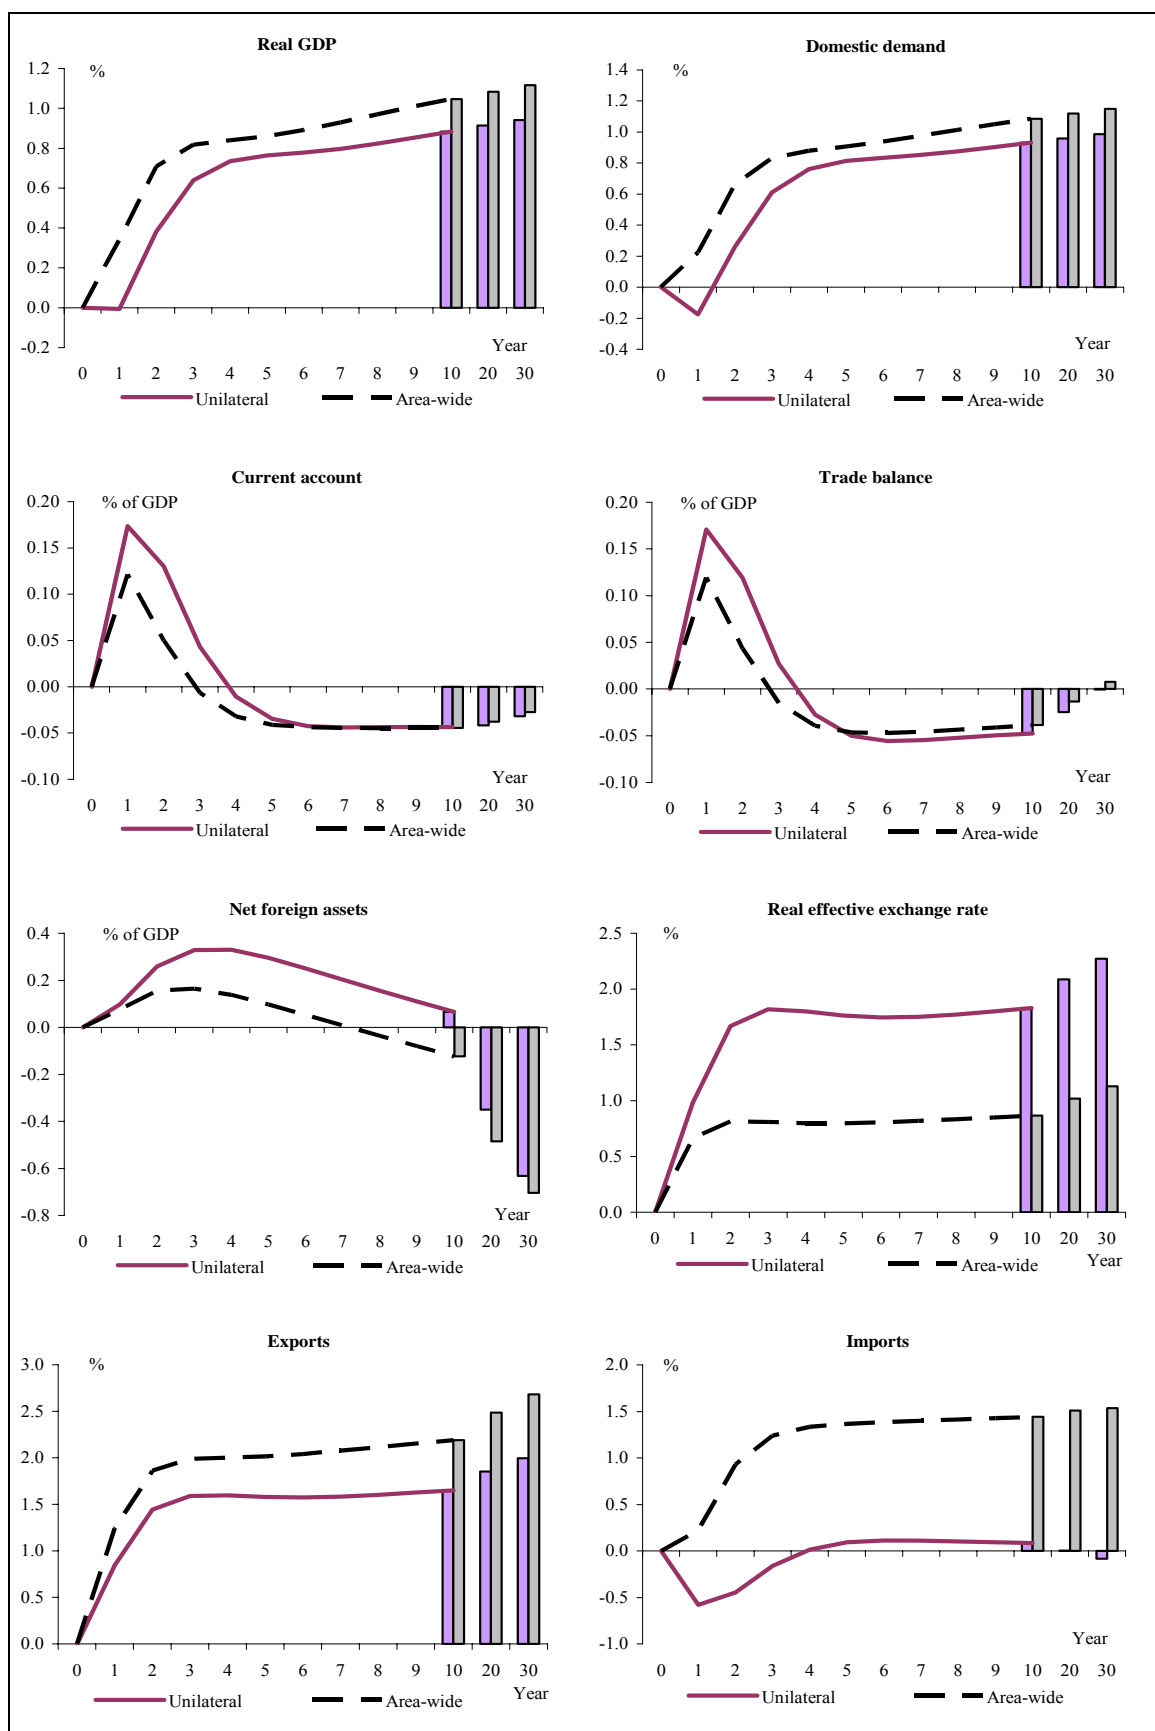 Real GDP
%
1.2
1.0
0.8
0.6
0.4
0.2
0.0
-0.2
Year
0 1 2 3 4 5 6 7 8 9 10 20 30
Unilateral Area-wide
Domestic demand
%
1.4
1.2
1.0
0.8
0.6
0.4
0.2
0.0
-0.2
-0.4
Year
0 1 2 3 4 5 6 7 8 9 10 20 30
Unilateral Area-wide
Current account
% of GDP
0.20
0.15
0.10
0.05
0.00
-0.05
-0.10
Year
0 1 2 3 4 5 6 7 8 9 10 20 30
Unilateral Area-wide
Trade balance
% of GDP
0.20
0.15
0.10
0.05
0.00
-0.05
-0.10
Year
0 1 2 3 4 5 6 7 8 9 10 20 30
Unilateral Area-wide
Net foreign assets
% of GDP
0.4
0.2
0.0
-0.2
-0.4
-0.6
-0.8
Year
0 1 2 3 4 5 6 7 8 9 10 20 30
Unilateral Area-wide
Real effective exchange rate
%
2.5
2.0
1.5
1.0
0.5
0.0
0 1 2 3 4 5 6 7 8 9 10 20 30
Year
Unilateral Area-wide
Exports
%
3.0
2.5
2.0
1.5
1.0
0.5
0.0
0 1 2 3 4 5 6 7 8 9 10 20 30
Year
Unilateral Area-wide
Imports
%
2.0
1.5
1.0
0.5
0.0
-0.5
-1.0
Year
0 1 2 3 4 5 6 7 8 9 10 20 30
Unilateral Area-wide